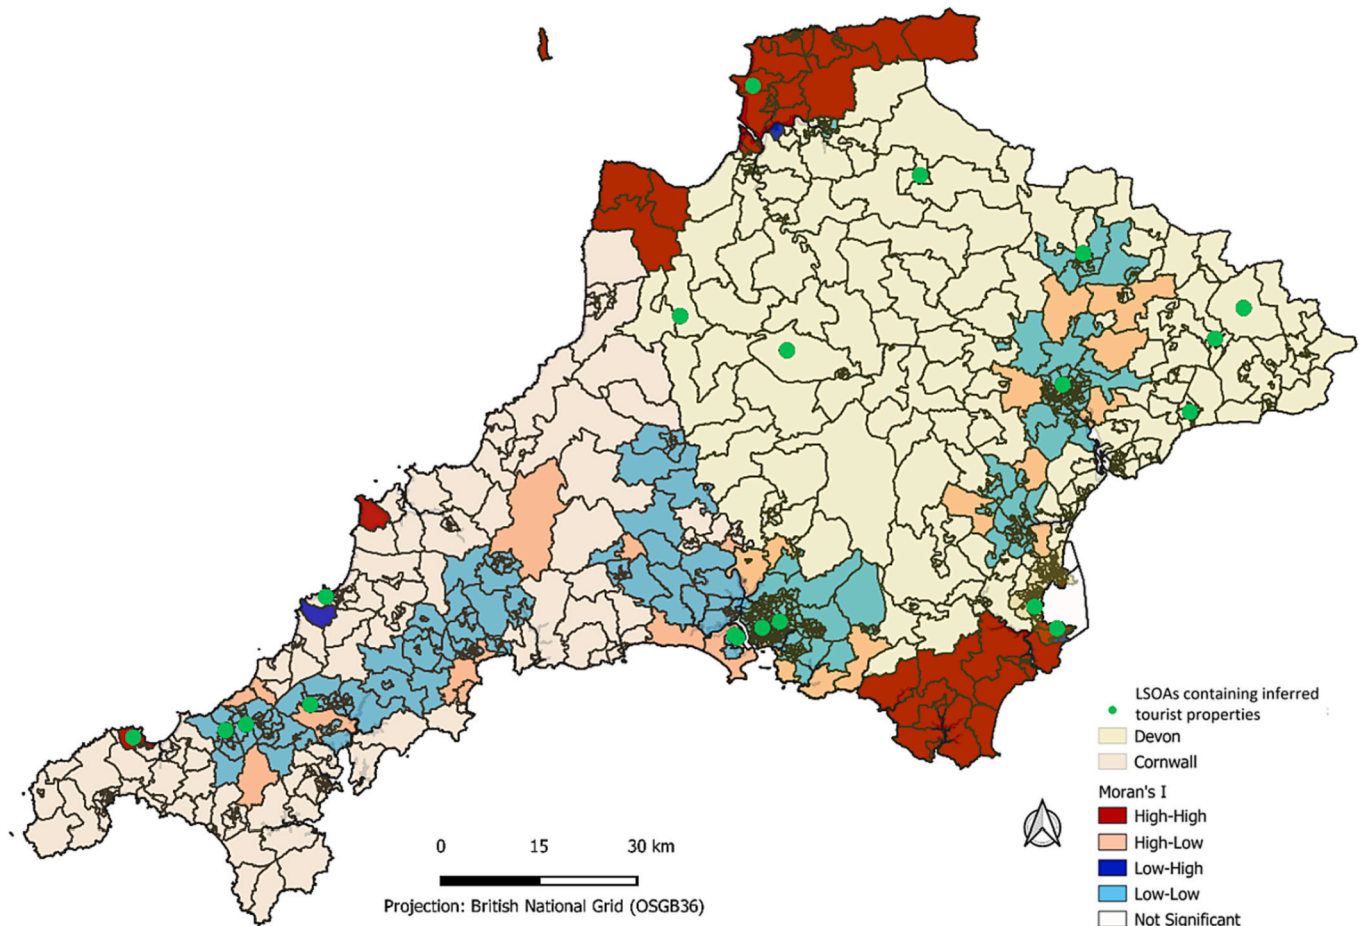 LSOAs containing inferred
tourist properties
Devon
Cornwall
Moran's I
High-High
High-Low
Low-High
Low-Low
Not Significant
0 15 30 km
Projection: British National Grid (OSGB36)